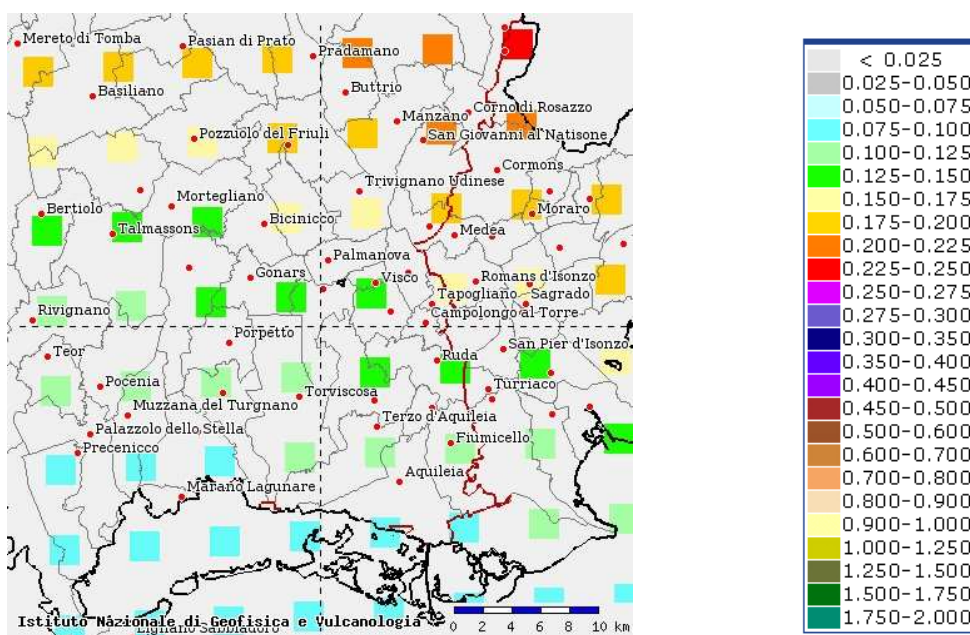 Mereto di Tomba
Pasian di Prato
Pradamano
Basiliano
Buttrio
Manzano
Corno di Rosazzo
Pozzuolo del Friuli
San Giovanni al Natisone
Cormons
Trivignano Udinese
Bertiolo
Mortegliano
Moraro
Talmassons
Bicinicco
Medea
Palmanova
Gonars
Visco
Romans d'Isonzo
Tapogliano
Sagrado
Rivignano
Campolongo al Torre
Porpetto
San Pier d'Isonzo
Teor
Ruda
Pocenia
Torviscosa
Turriaco
Muzzana del Turgnano
Terzo d'Aquileia
Palazzolo dello Stella
Fiumicello
Precenicco
Aquileia
Marano Lagunare
Istituto Nazionale di Geofisica e Vulcanologia
Lignano Sabbiadoro
0 2 4 6 8 10 km
< 0.025
0.025-0.050
0.050-0.075
0.075-0.100
0.100-0.125
0.125-0.150
0.150-0.175
0.175-0.200
0.200-0.225
0.225-0.250
0.250-0.275
0.275-0.300
0.300-0.350
0.350-0.400
0.400-0.450
0.450-0.500
0.500-0.600
0.600-0.700
0.700-0.800
0.800-0.900
0.900-1.000
1.000-1.250
1.250-1.500
1.500-1.750
1.750-2.000